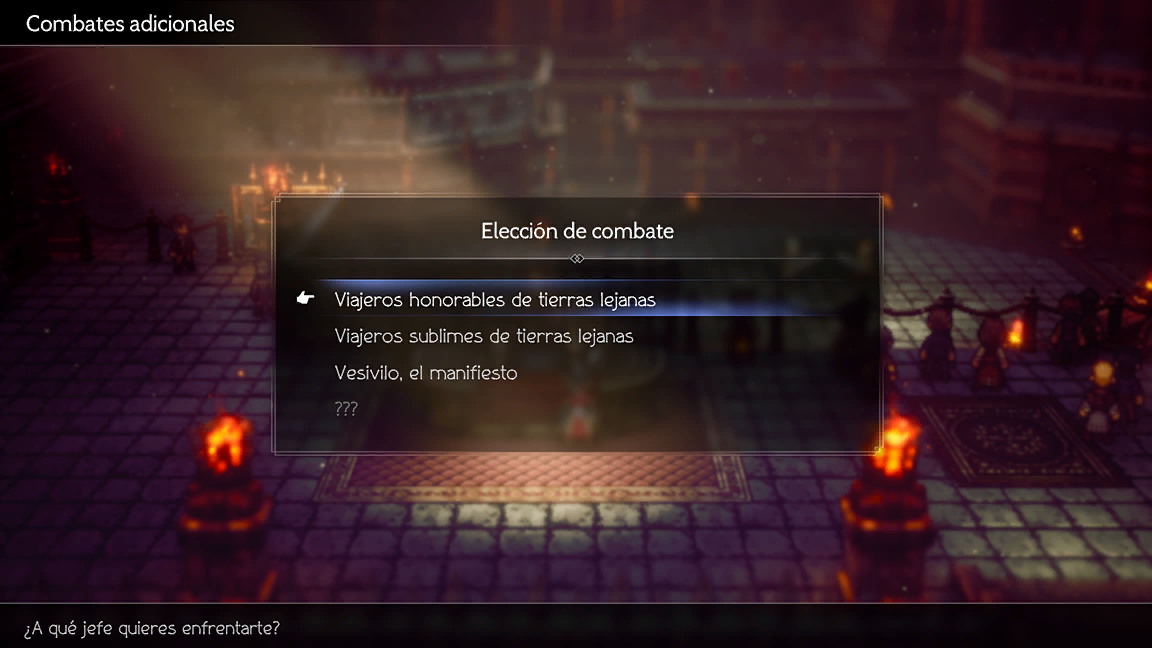 Combates adicionales
Elección de combate
Viajeros honorables de tierras lejanas
Viajeros sublimes de tierras lejanas
Vesivilo, el manifiesto
???
¿A qué jefe quieres enfrentarte?